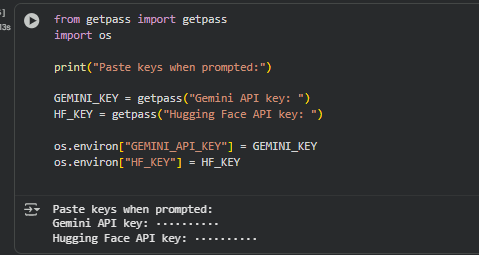 ]
03s
from getpass import getpass
import os
print("Paste keys when prompted:")
GEMINI_KEY = getpass("Gemini API key: ")
HF_KEY = getpass("Hugging Face API key: ")
os.environ["GEMINI_API_KEY"] = GEMINI_KEY
os.environ["HF_KEY"] = HF_KEY
Paste keys when prompted:
Gemini API key: ··········
Hugging Face API key: ··········